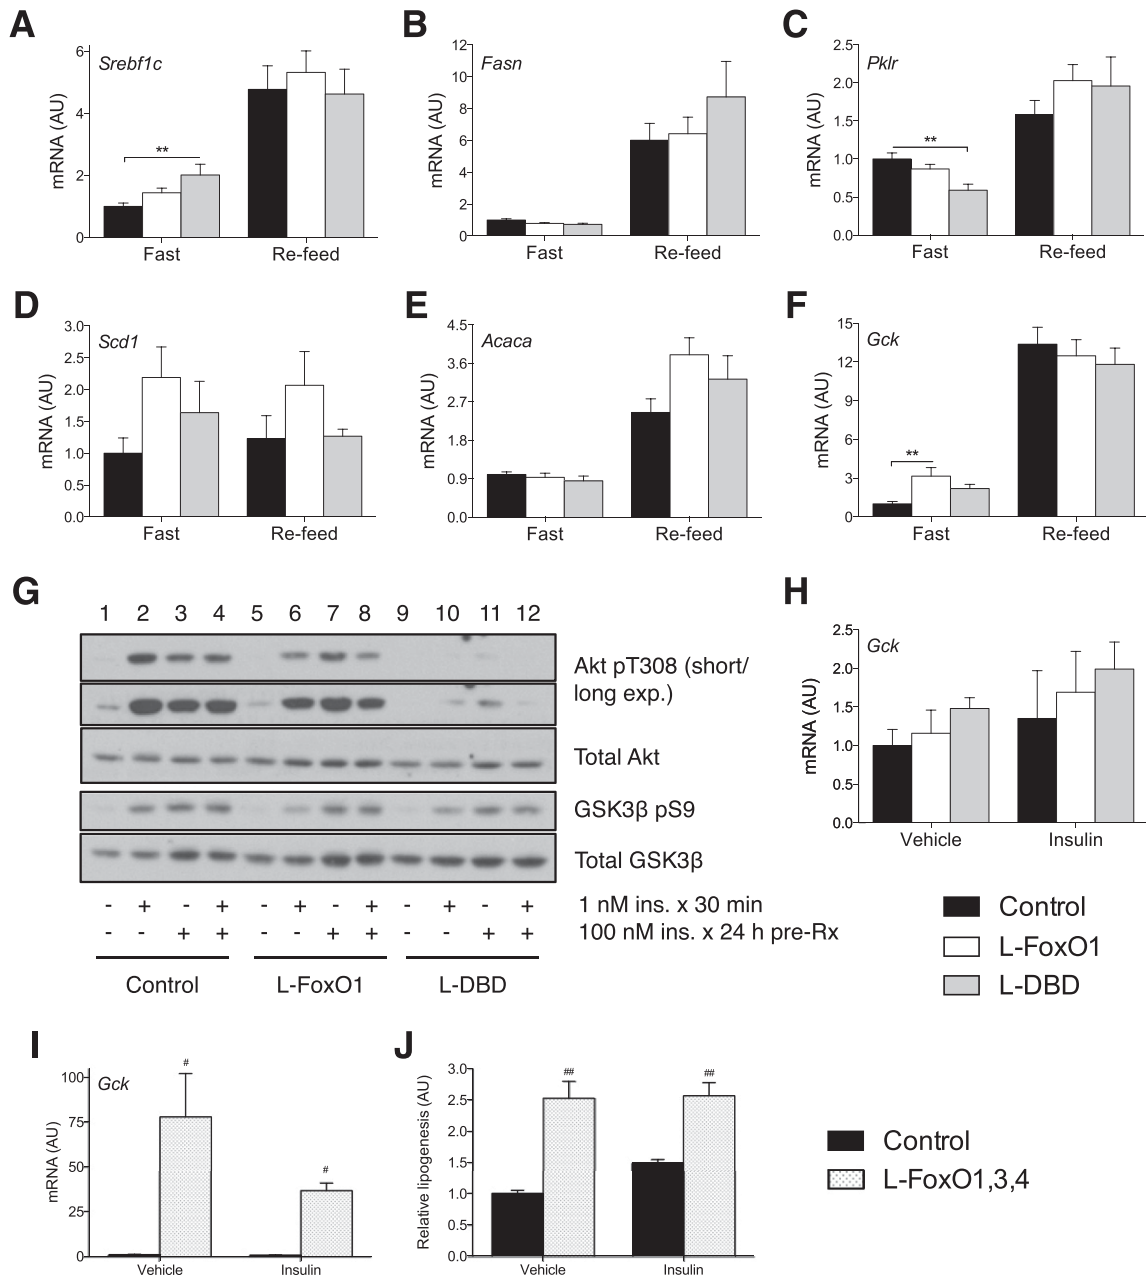 A
B
C
6
4
2
0
mRNA (AU)
Srebf1c
**
Fast
Re-feed
12
10
8
6
4
2
0
mRNA (AU)
Fasn
Fast
Re-feed
2.5
2.0
1.5
1.0
0.5
0.0
mRNA (AU)
Pklr
**
Fast
Re-feed
D
E
F
3.0
2.5
2.0
1.5
1.0
0.5
0.0
mRNA (AU)
Scd1
Fast
Re-feed
4.5
3.6
2.7
1.8
0.9
0.0
mRNA (AU)
Acaca
Fast
Re-feed
15
12
9
6
3
0
mRNA (AU)
Gck
**
Fast
Re-feed
G
1 2 3 4 5 6 7 8 9 10 11 12
Akt pT308 (short/
long exp.)
Total Akt
GSK3β pS9
Total GSK3β
- + - + - + - + - + - + 1 nM ins. x 30 min
- - + + - - + + - - + + 100 nM ins. x 24 h pre-Rx
Control L-FoxO1 L-DBD
H
2.5
2.0
1.5
1.0
0.5
0.0
mRNA (AU)
Gck
Vehicle
Insulin
Control
L-FoxO1
L-DBD
I
100
75
50
25
0
mRNA (AU)
Gck
#
#
Vehicle
Insulin
J
3.0
2.5
2.0
1.5
1.0
0.5
0.0
Relative lipogenesis (AU)
##
##
Vehicle
Insulin
Control
L-FoxO1,3,4